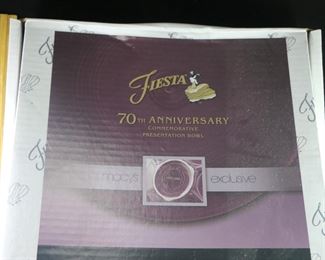 FIESTA
70TH ANNIVERSARY
COMMEMORATIVE
PRESENTATION BOWL
macy's exclusive